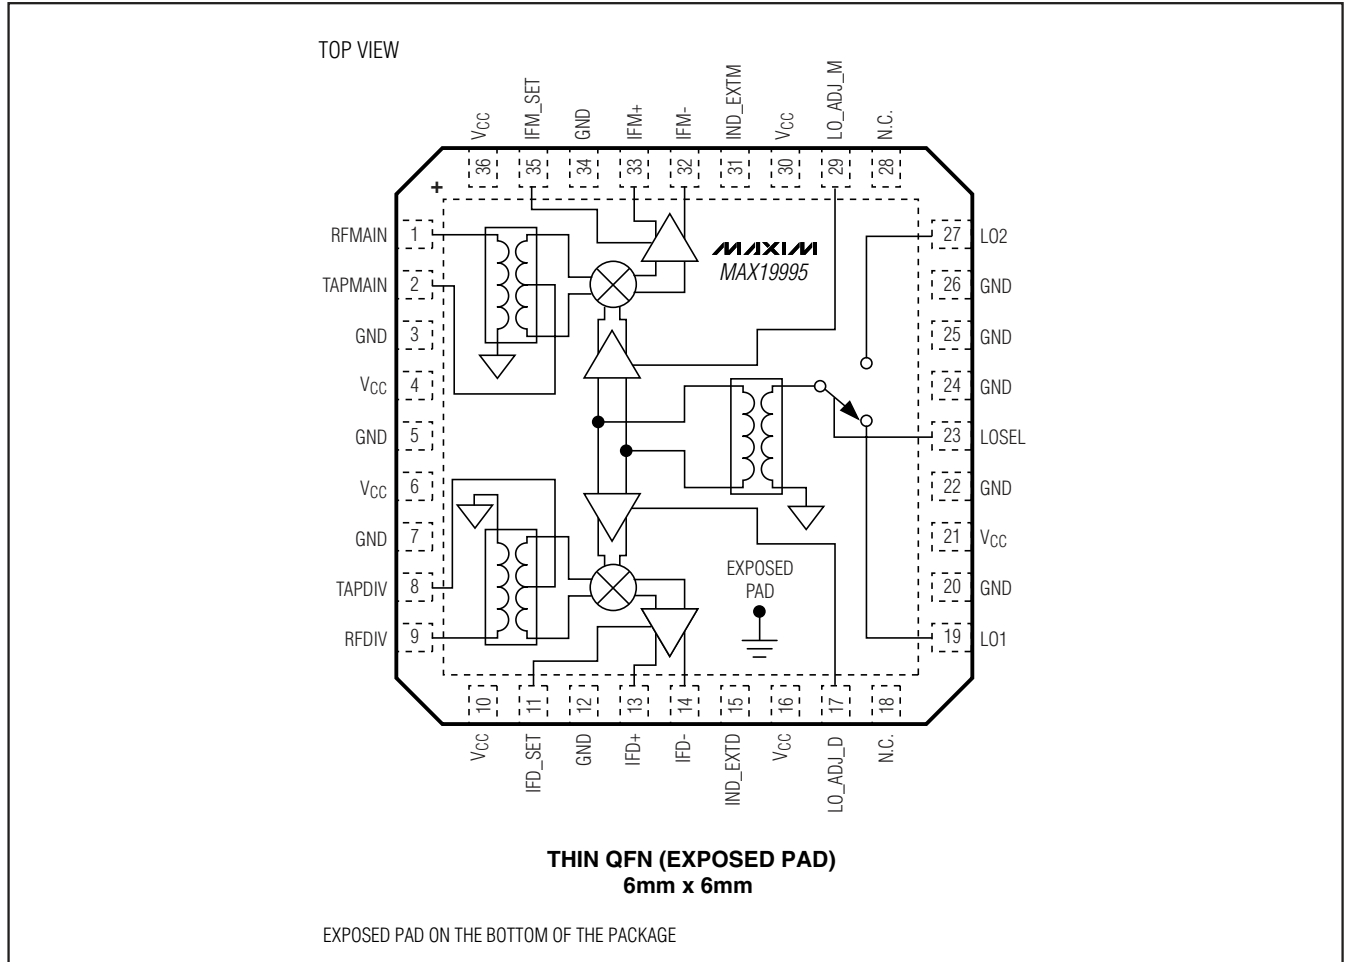 TOP VIEW
VCC
IFM_SET
GND
IFM+
IFM-
IND_EXTM
VCC
LO_ADJ_M
N.C.
36
35
34
33
32
31
30
29
28
+
MAXIM
MAX19995
RFMAIN 1
TAPMAIN 2
GND 3
VCC 4
GND 5
VCC 6
GND 7
TAPDIV 8
RFDIV 9
27 LO2
26 GND
25 GND
24 GND
23 LOSEL
22 GND
21 VCC
20 GND
19 LO1
EXPOSED
PAD
10
11
12
13
14
15
16
17
18
VCC
IFD_SET
GND
IFD+
IFD-
IND_EXTD
VCC
LO_ADJ_D
N.C.
THIN QFN (EXPOSED PAD)
6mm x 6mm
EXPOSED PAD ON THE BOTTOM OF THE PACKAGE